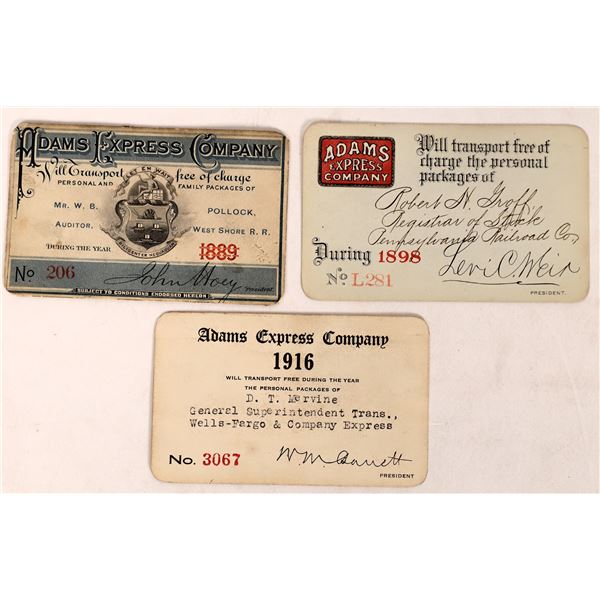 ADAMS EXPRESS COMPANY
Will Transport free of charge
PERSONAL AND FAMILY PACKAGES OF
MR. W. B. POLLOCK,
AUDITOR, WEST SHORE R. R.
DURING THE YEAR 1889
No 206 John Hoey President
SUBJECT TO CONDITIONS ENDORSED HEREON
ADAMS
EXPRESS
COMPANY
Will transport free of
charge the personal
packages of
Robert H. Groff
Registrar of Stock
Pennsylvania Railroad Co.
During 1898
No. L281 Levi C. Weir
PRESIDENT.
Adams Express Company
1916
WILL TRANSPORT FREE DURING THE YEAR
THE PERSONAL PACKAGES OF
D. T. Mervine
General Superintendent Trans.,
Wells-Fargo & Company Express
No. 3067 W M Barrett
PRESIDENT